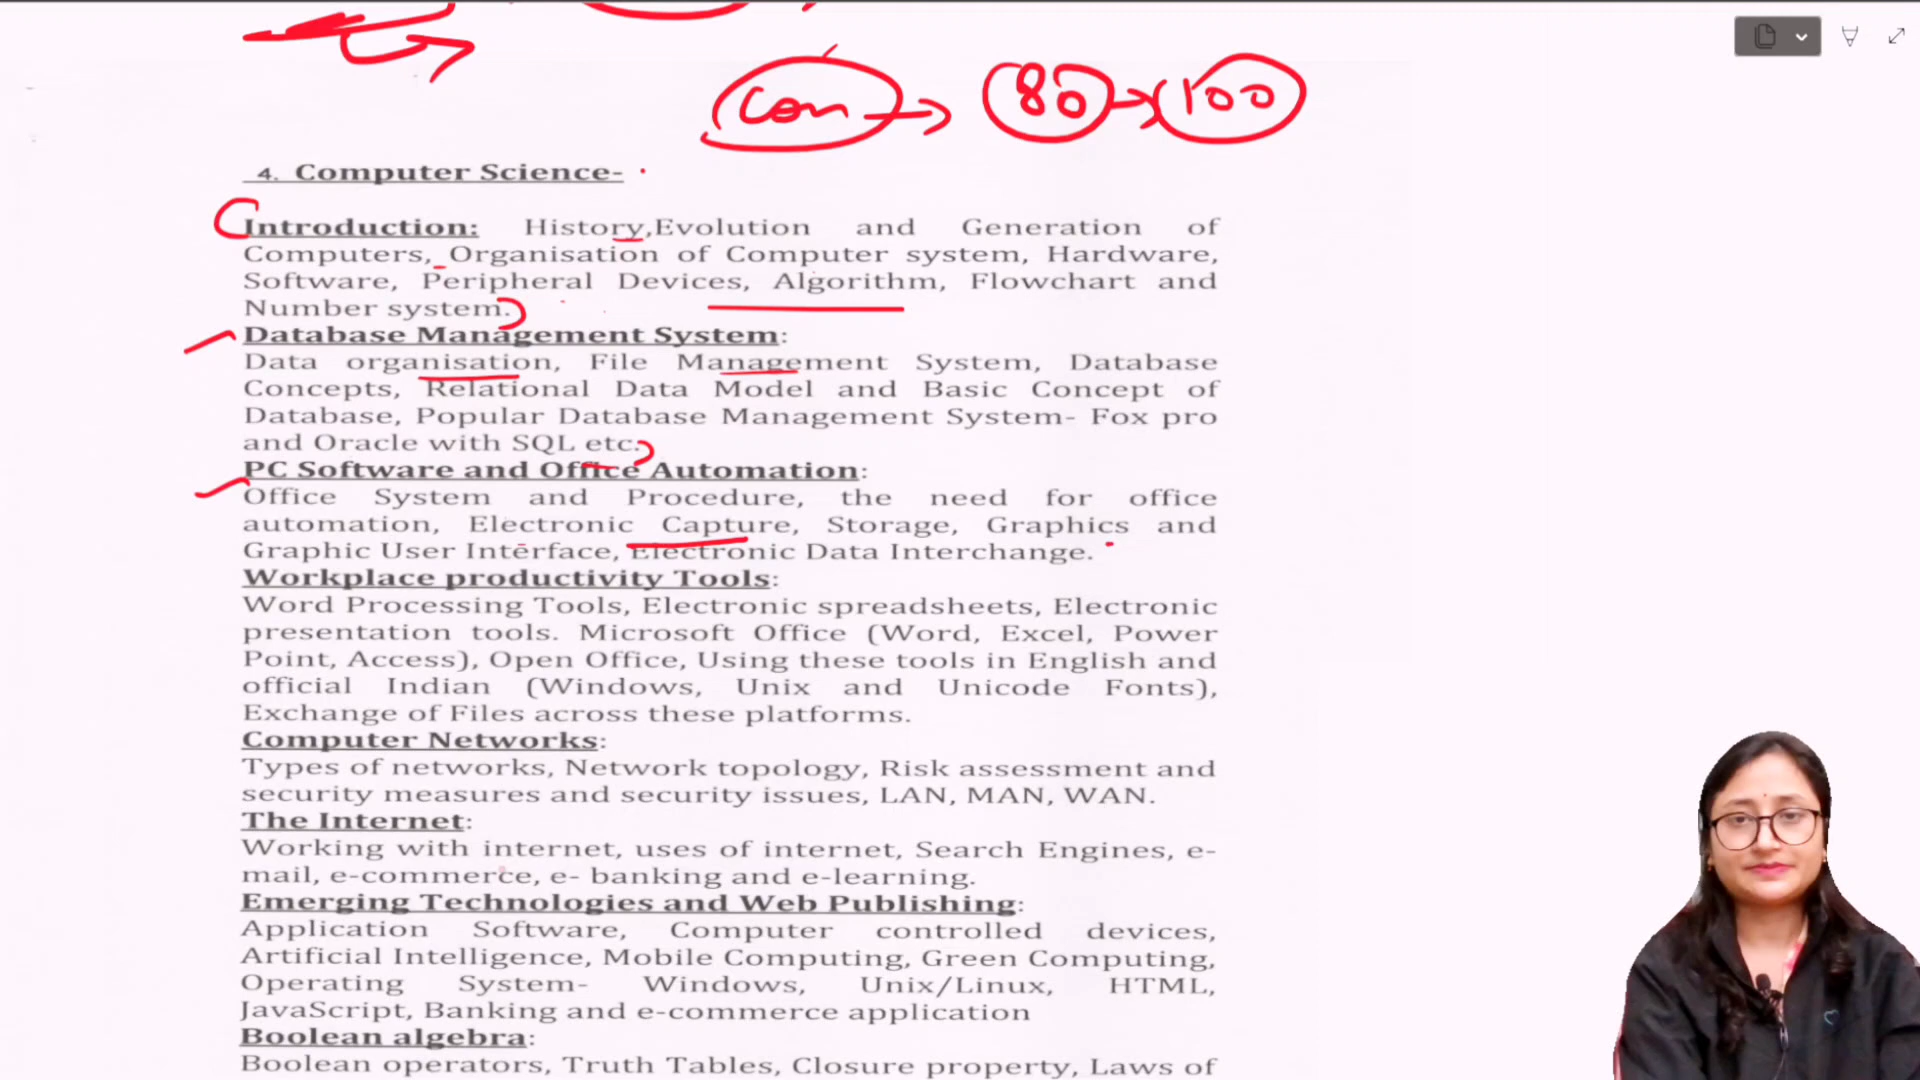 Com → 80 → 100
4. Computer Science-
Introduction: History,Evolution and Generation of
Computers, Organisation of Computer system, Hardware,
Software, Peripheral Devices, Algorithm, Flowchart and
Number system.
Database Management System:
Data organisation, File Management System, Database
Concepts, Relational Data Model and Basic Concept of
Database, Popular Database Management System- Fox pro
and Oracle with SQL etc.
PC Software and Office Automation:
Office System and Procedure, the need for office
automation, Electronic Capture, Storage, Graphics and
Graphic User Interface, Electronic Data Interchange.
Workplace productivity Tools:
Word Processing Tools, Electronic spreadsheets, Electronic
presentation tools. Microsoft Office (Word, Excel, Power
Point, Access), Open Office, Using these tools in English and
official Indian (Windows, Unix and Unicode Fonts),
Exchange of Files across these platforms.
Computer Networks:
Types of networks, Network topology, Risk assessment and
security measures and security issues, LAN, MAN, WAN.
The Internet:
Working with internet, uses of internet, Search Engines, e-
mail, e-commerce, e- banking and e-learning.
Emerging Technologies and Web Publishing:
Application Software, Computer controlled devices,
Artificial Intelligence, Mobile Computing, Green Computing,
Operating System- Windows, Unix/Linux, HTML,
JavaScript, Banking and e-commerce application
Boolean algebra:
Boolean operators, Truth Tables, Closure property, Laws of